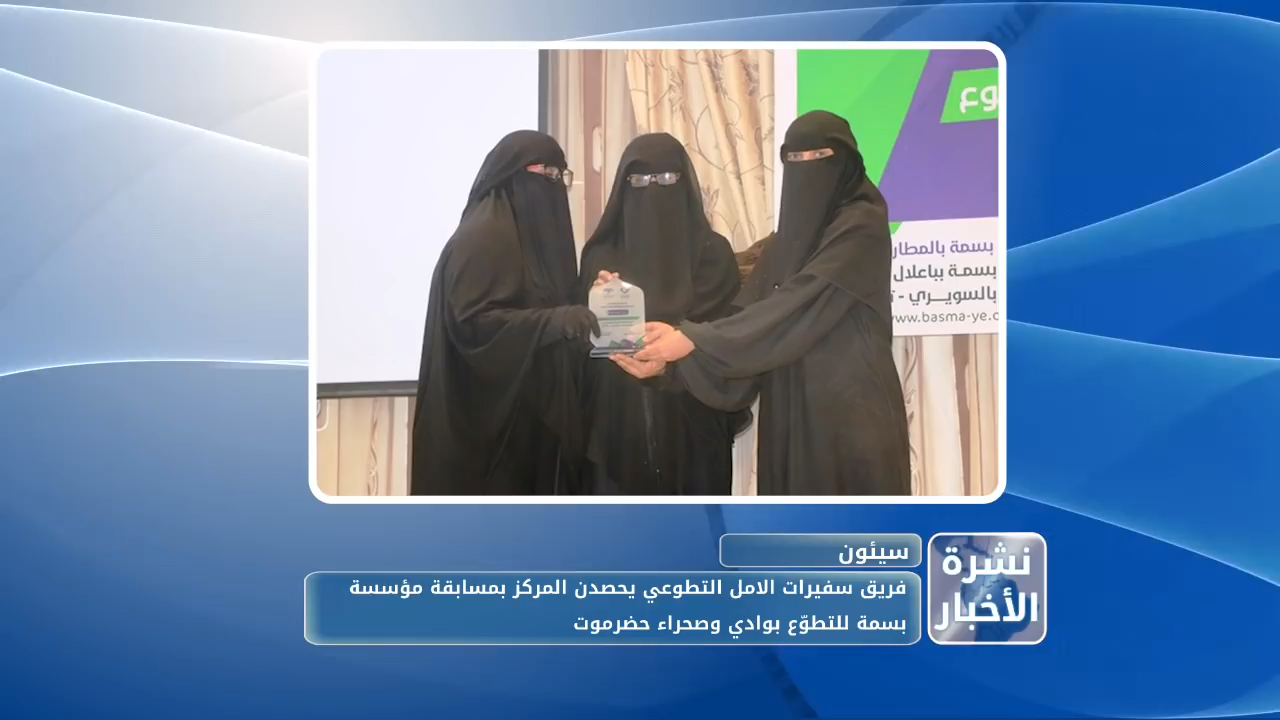 وع
بسمة بالمطار
بسمة بباعلال
بالسويري -
www.basma-ye.c
سيئون
فريق سفيرات الامل التطوعي يحصدن المركز بمسابقة مؤسسة
بسمة للتطوّع بوادي وصحراء حضرموت
نشرة
الأخبار